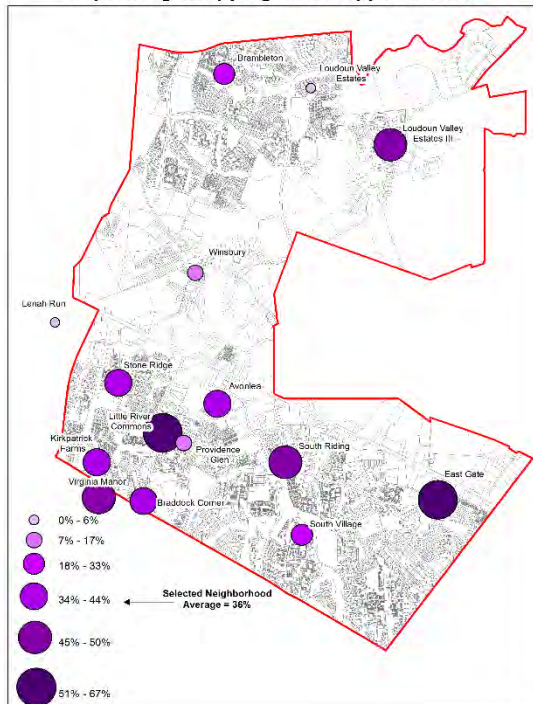 Brambleton
Loudoun Valley
Estates
Loudoun Valley
Estates III
Winsbury
Lenah Run
Stone Ridge
Avonlea
Little River
Commons
Kirkpatrick
Farms
Providence
Glen
South Riding
East Gate
Virginia Manor
Braddock Corner
South Village
0% - 6%
7% - 17%
18% - 33%
34% - 44%
Selected Neighborhood
Average = 36%
45% - 50%
51% - 67%